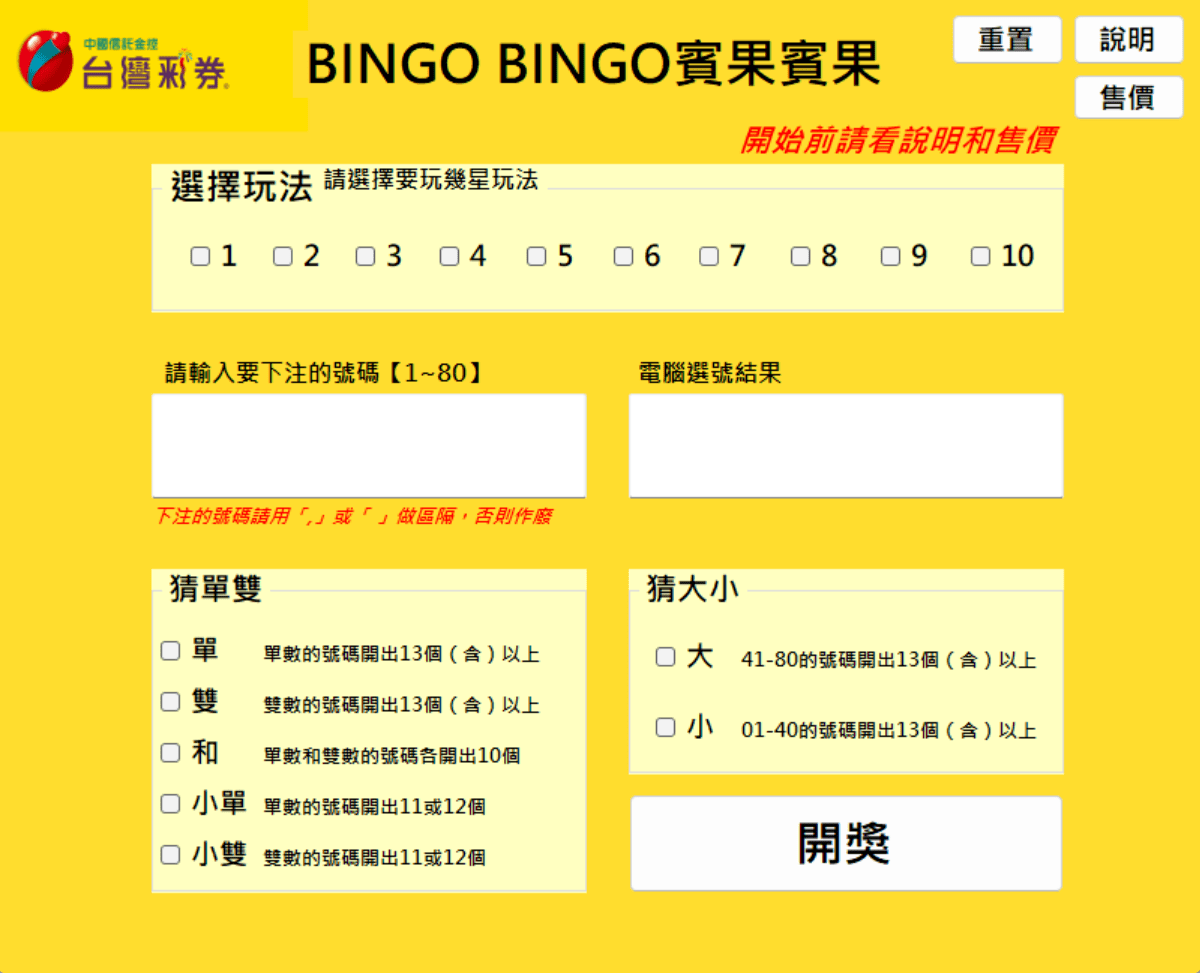 中國信託金控
台灣彩券®
BINGO BINGO賓果賓果
重置
說明
售價
開始前請看說明和售價
選擇玩法 請選擇要玩幾星玩法
1 2 3 4 5 6 7 8 9 10
請輸入要下注的號碼【1~80】
電腦選號結果
下注的號碼請用「,」或「 」做區隔，否則作廢
猜單雙
單 單數的號碼開出13個（含）以上
雙 雙數的號碼開出13個（含）以上
和 單數和雙數的號碼各開出10個
小單 單數的號碼開出11或12個
小雙 雙數的號碼開出11或12個
猜大小
大 41-80的號碼開出13個（含）以上
小 01-40的號碼開出13個（含）以上
開獎